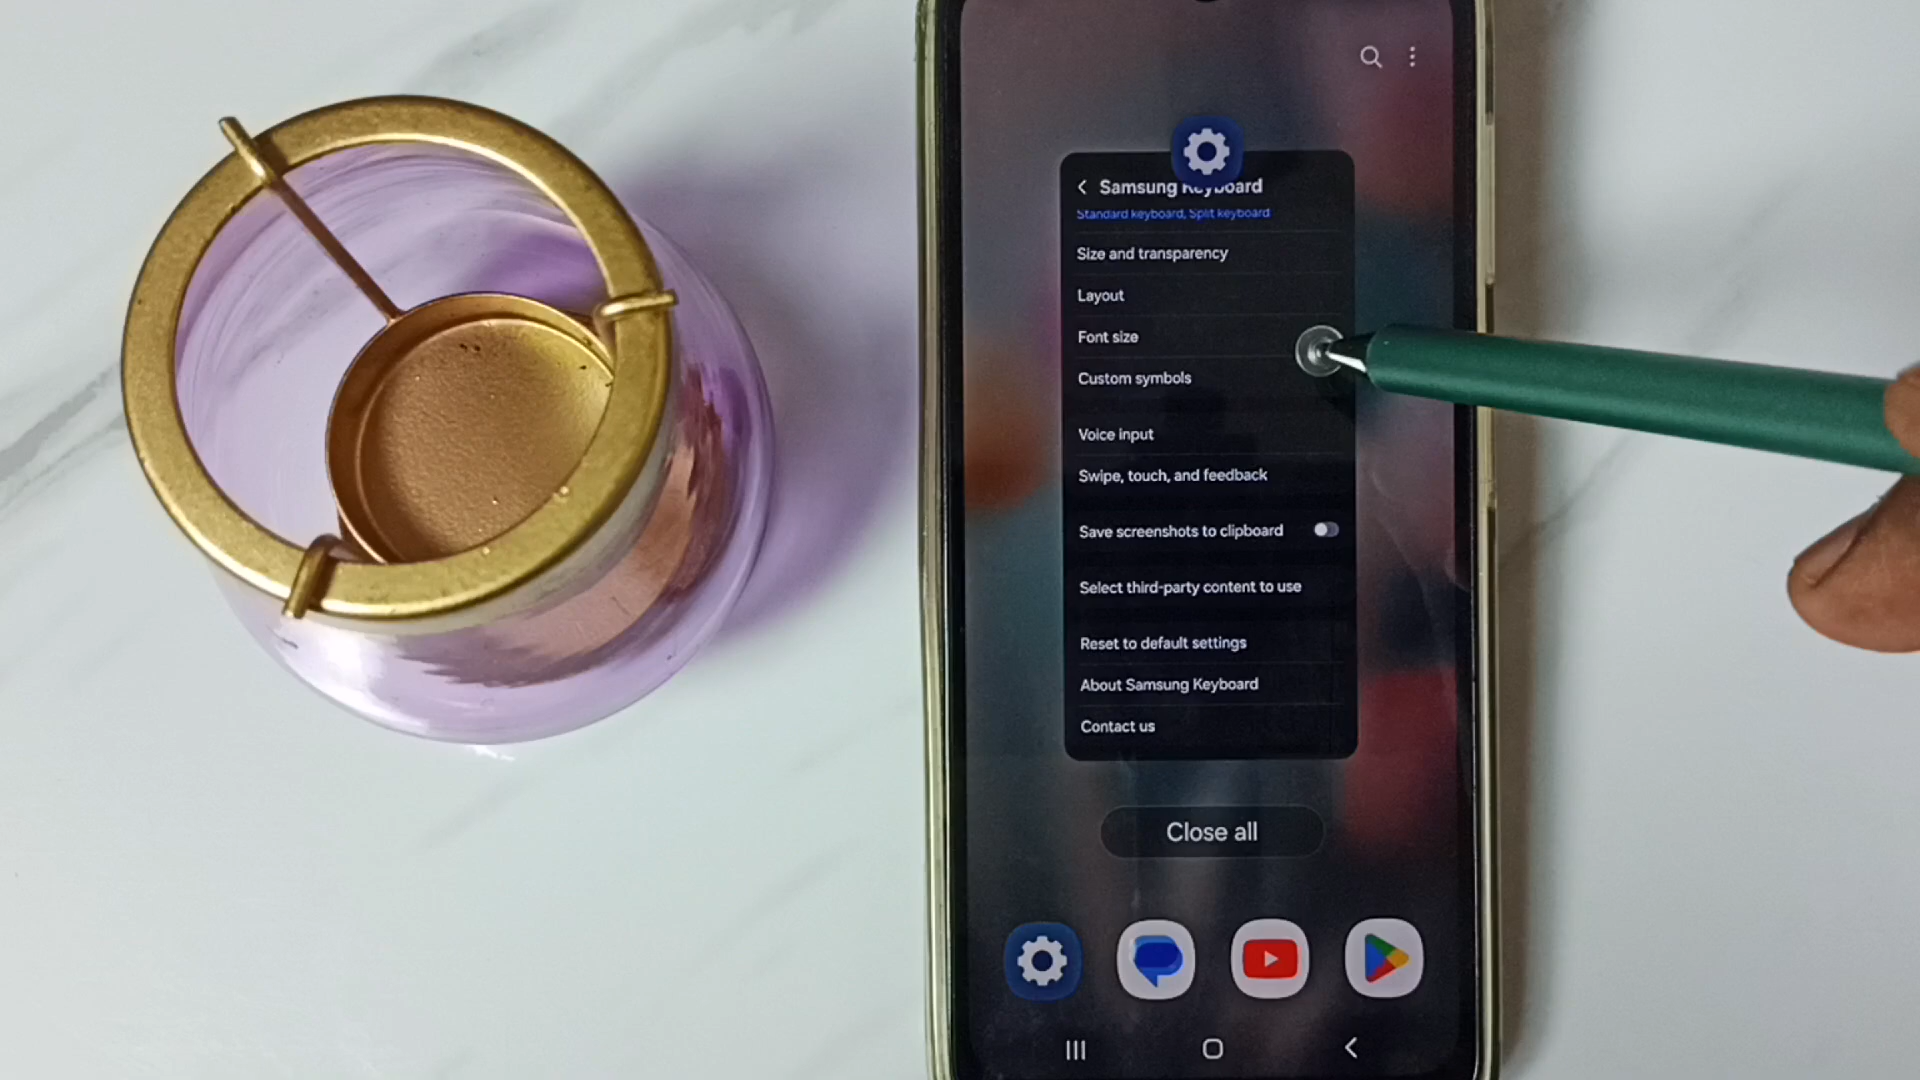 Samsung Keyboard
Standard keyboard, Split keyboard
Size and transparency
Layout
Font size
Custom symbols
Voice input
Swipe, touch, and feedback
Save screenshots to clipboard
Select third-party content to use
Reset to default settings
About Samsung Keyboard
Contact us
Close all